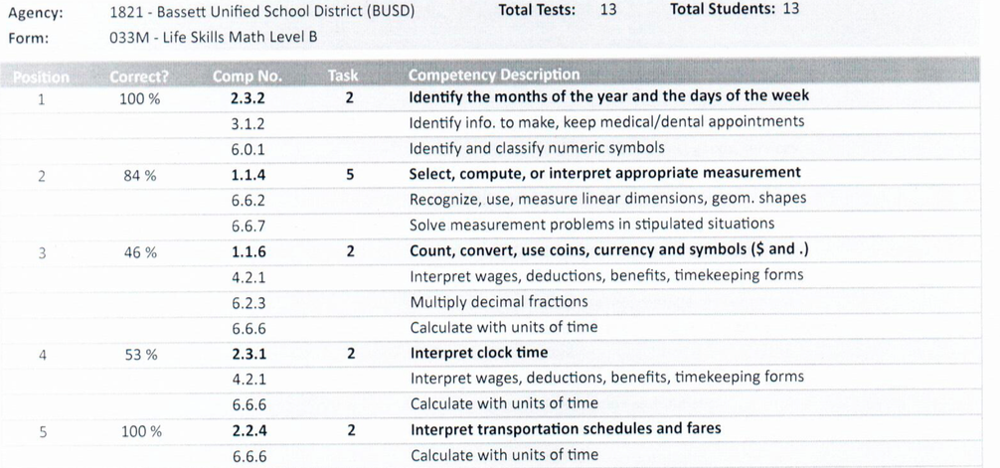 Agency: 1821 - Bassett Unified School District (BUSD) Total Tests: 13 Total Students: 13
Form: 033M - Life Skills Math Level B
Position Correct? Comp No. Task Competency Description
1 100 % 2.3.2 2 Identify the months of the year and the days of the week
3.1.2 Identify info. to make, keep medical/dental appointments
6.0.1 Identify and classify numeric symbols
2 84 % 1.1.4 5 Select, compute, or interpret appropriate measurement
6.6.2 Recognize, use, measure linear dimensions, geom. shapes
6.6.7 Solve measurement problems in stipulated situations
3 46 % 1.1.6 2 Count, convert, use coins, currency and symbols ($ and .)
4.2.1 Interpret wages, deductions, benefits, timekeeping forms
6.2.3 Multiply decimal fractions
6.6.6 Calculate with units of time
4 53 % 2.3.1 2 Interpret clock time
4.2.1 Interpret wages, deductions, benefits, timekeeping forms
6.6.6 Calculate with units of time
5 100 % 2.2.4 2 Interpret transportation schedules and fares
6.6.6 Calculate with units of time